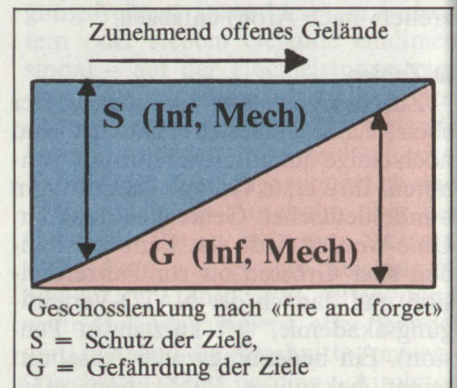 Zunehmend offenes Gelände
S (Inf, Mech)
G (Inf, Mech)
Geschosslenkung nach «fire and forget»
S = Schutz der Ziele,
G = Gefährdung der Ziele